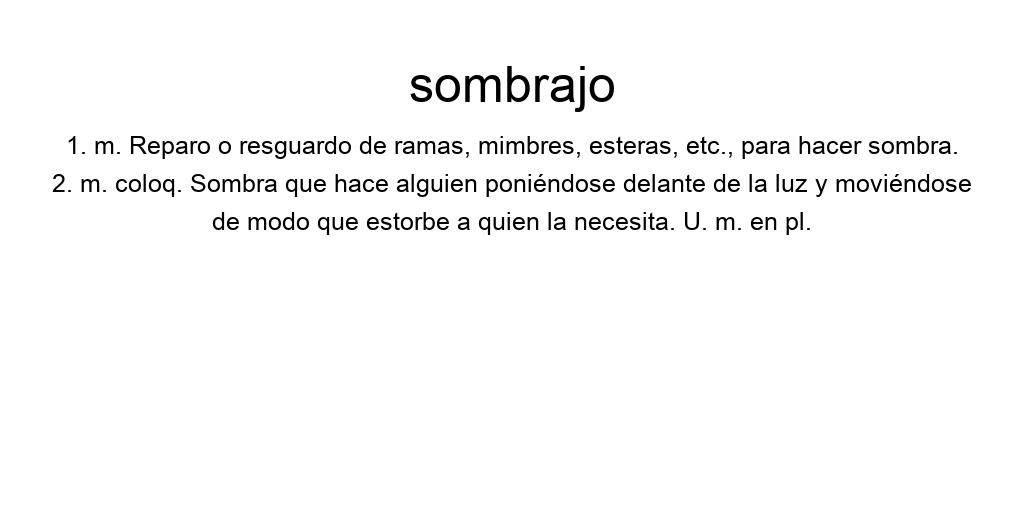 sombrajo
1. m. Reparo o resguardo de ramas, mimbres, esteras, etc., para hacer sombra.
2. m. coloq. Sombra que hace alguien poniéndose delante de la luz y moviéndose
de modo que estorbe a quien la necesita. U. m. en pl.